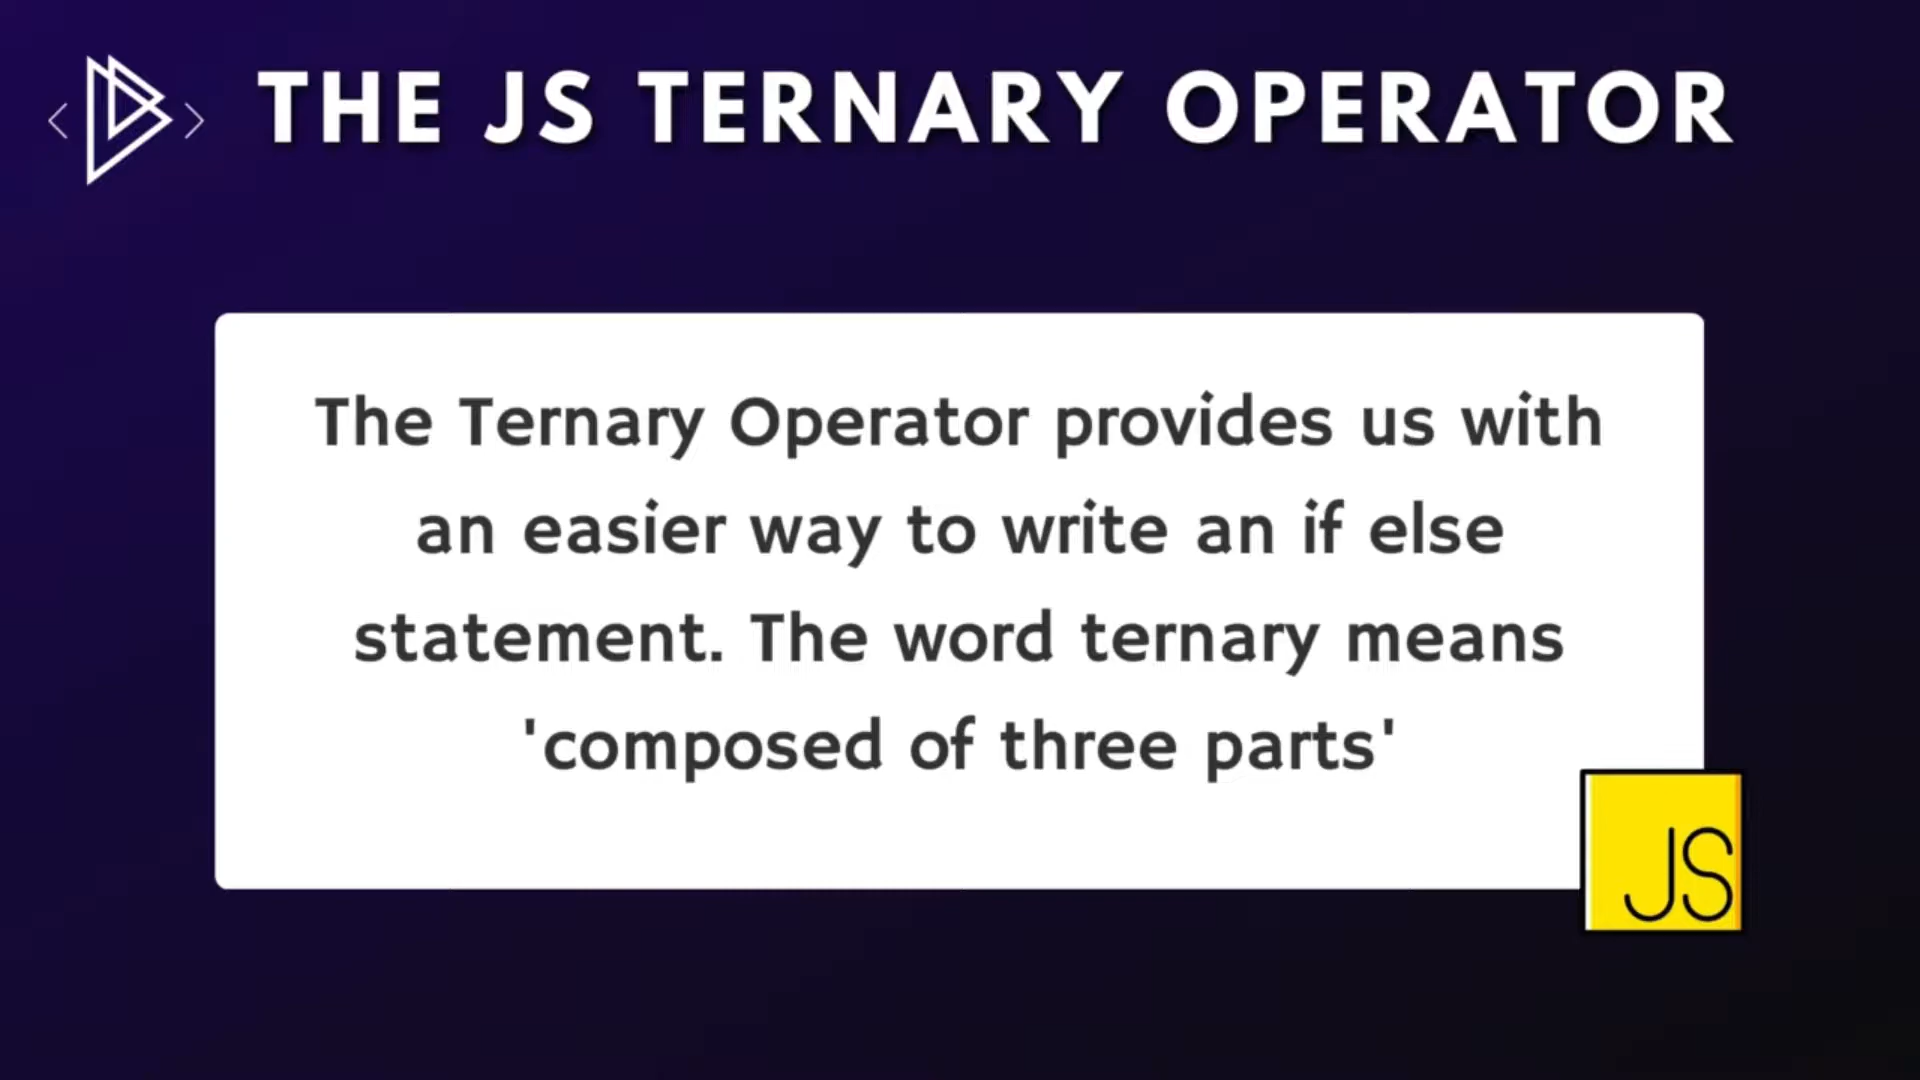 THE JS TERNARY OPERATOR
The Ternary Operator provides us with
an easier way to write an if else
statement. The word ternary means
'composed of three parts'
JS